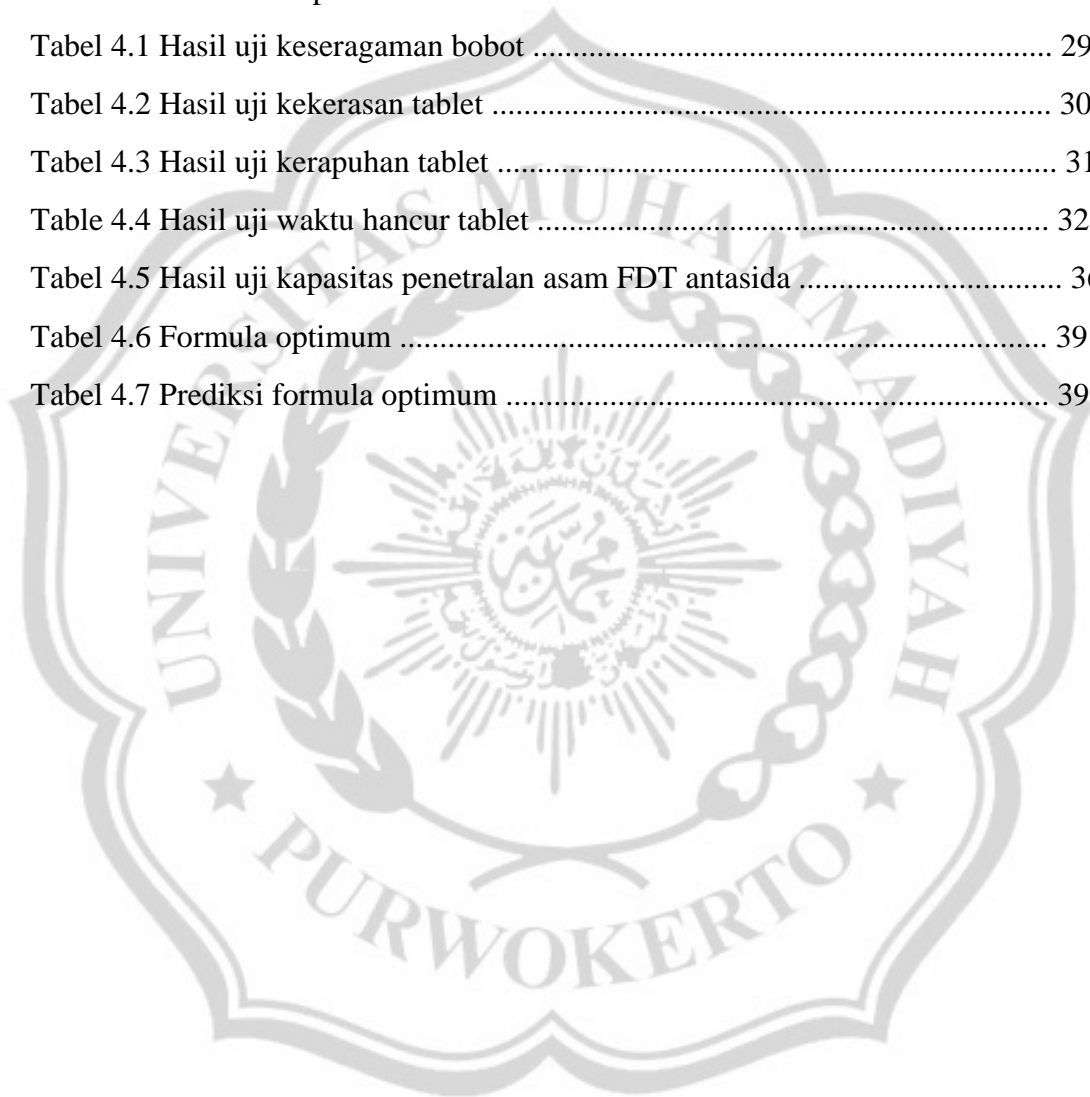 Tabel 4.1 Hasil uji keseragaman bobot .................................................................. 29
Tabel 4.2 Hasil uji kekerasan tablet ....................................................................... 30
Tabel 4.3 Hasil uji kerapuhan tablet ....................................................................... 31
Table 4.4 Hasil uji waktu hancur tablet ................................................................. 32
Tabel 4.5 Hasil uji kapasitas penetralan asam FDT antasida ................................. 36
Tabel 4.6 Formula optimum .................................................................................. 39
Tabel 4.7 Prediksi formula optimum ..................................................................... 39
UNIVERSITAS MUHAMMADIYAH
PURWOKERTO